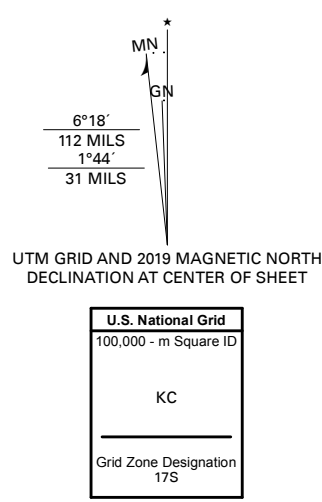 ★
MN
GN
6°18´
112 MILS
1°44´
31 MILS
UTM GRID AND 2019 MAGNETIC NORTH
DECLINATION AT CENTER OF SHEET
U.S. National Grid
100,000 - m Square ID
KC
Grid Zone Designation
17S